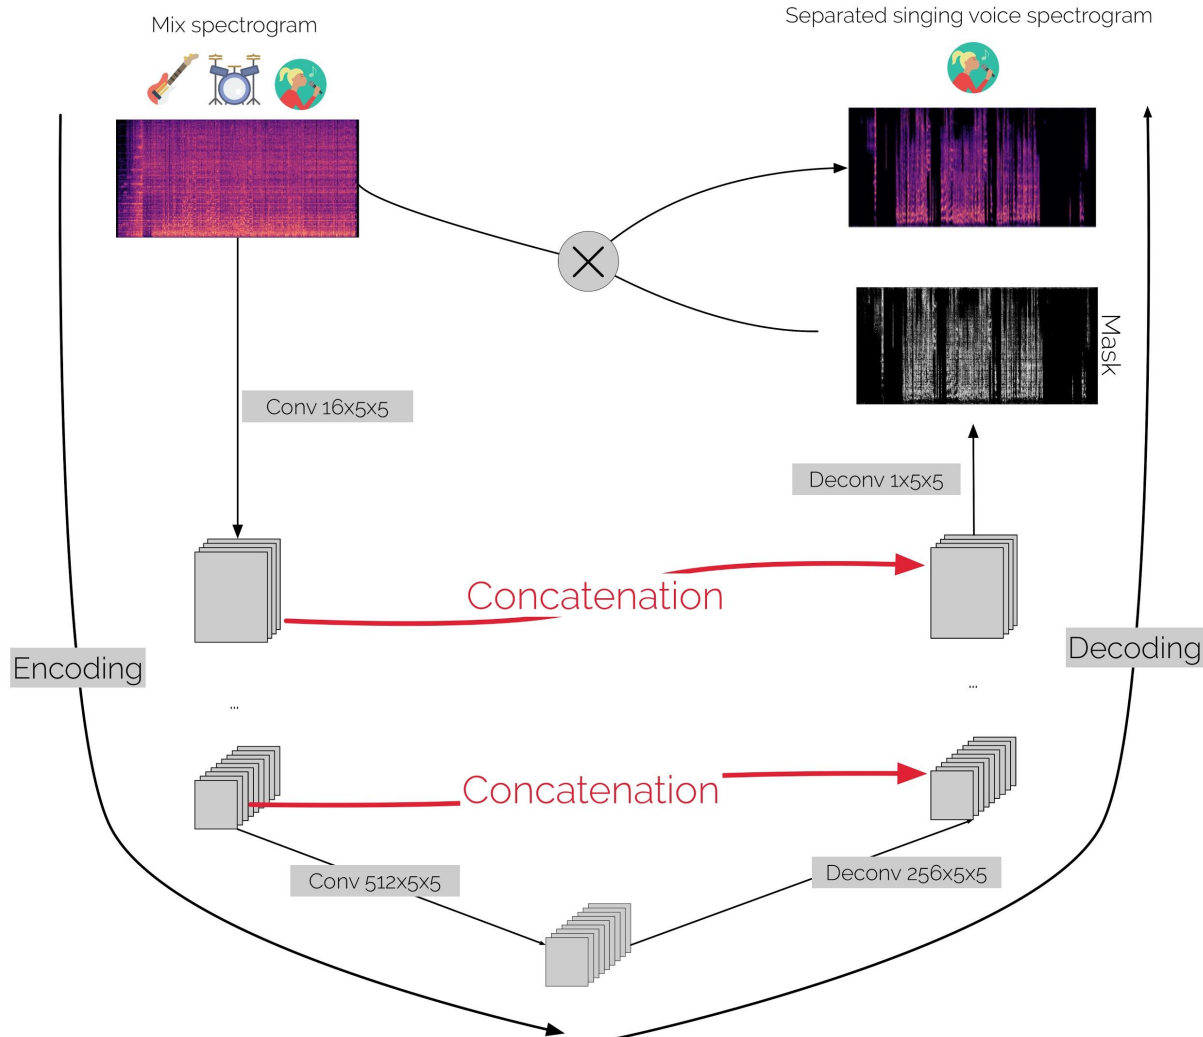 Mix spectrogram
Separated singing voice spectrogram
Mask
Conv 16x5x5
Deconv 1x5x5
Concatenation
Encoding
Decoding
...
...
Concatenation
Conv 512x5x5
Deconv 256x5x5